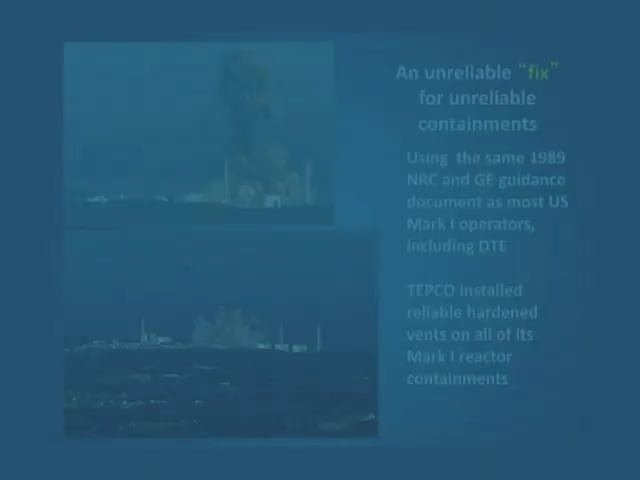 An unreliable “fix”
for unreliable
containments
Using the same 1989
NRC and GE guidance
document as most US
Mark I operators,
including DTE
TEPCO installed
reliable hardened
vents on all of its
Mark I reactor
containments